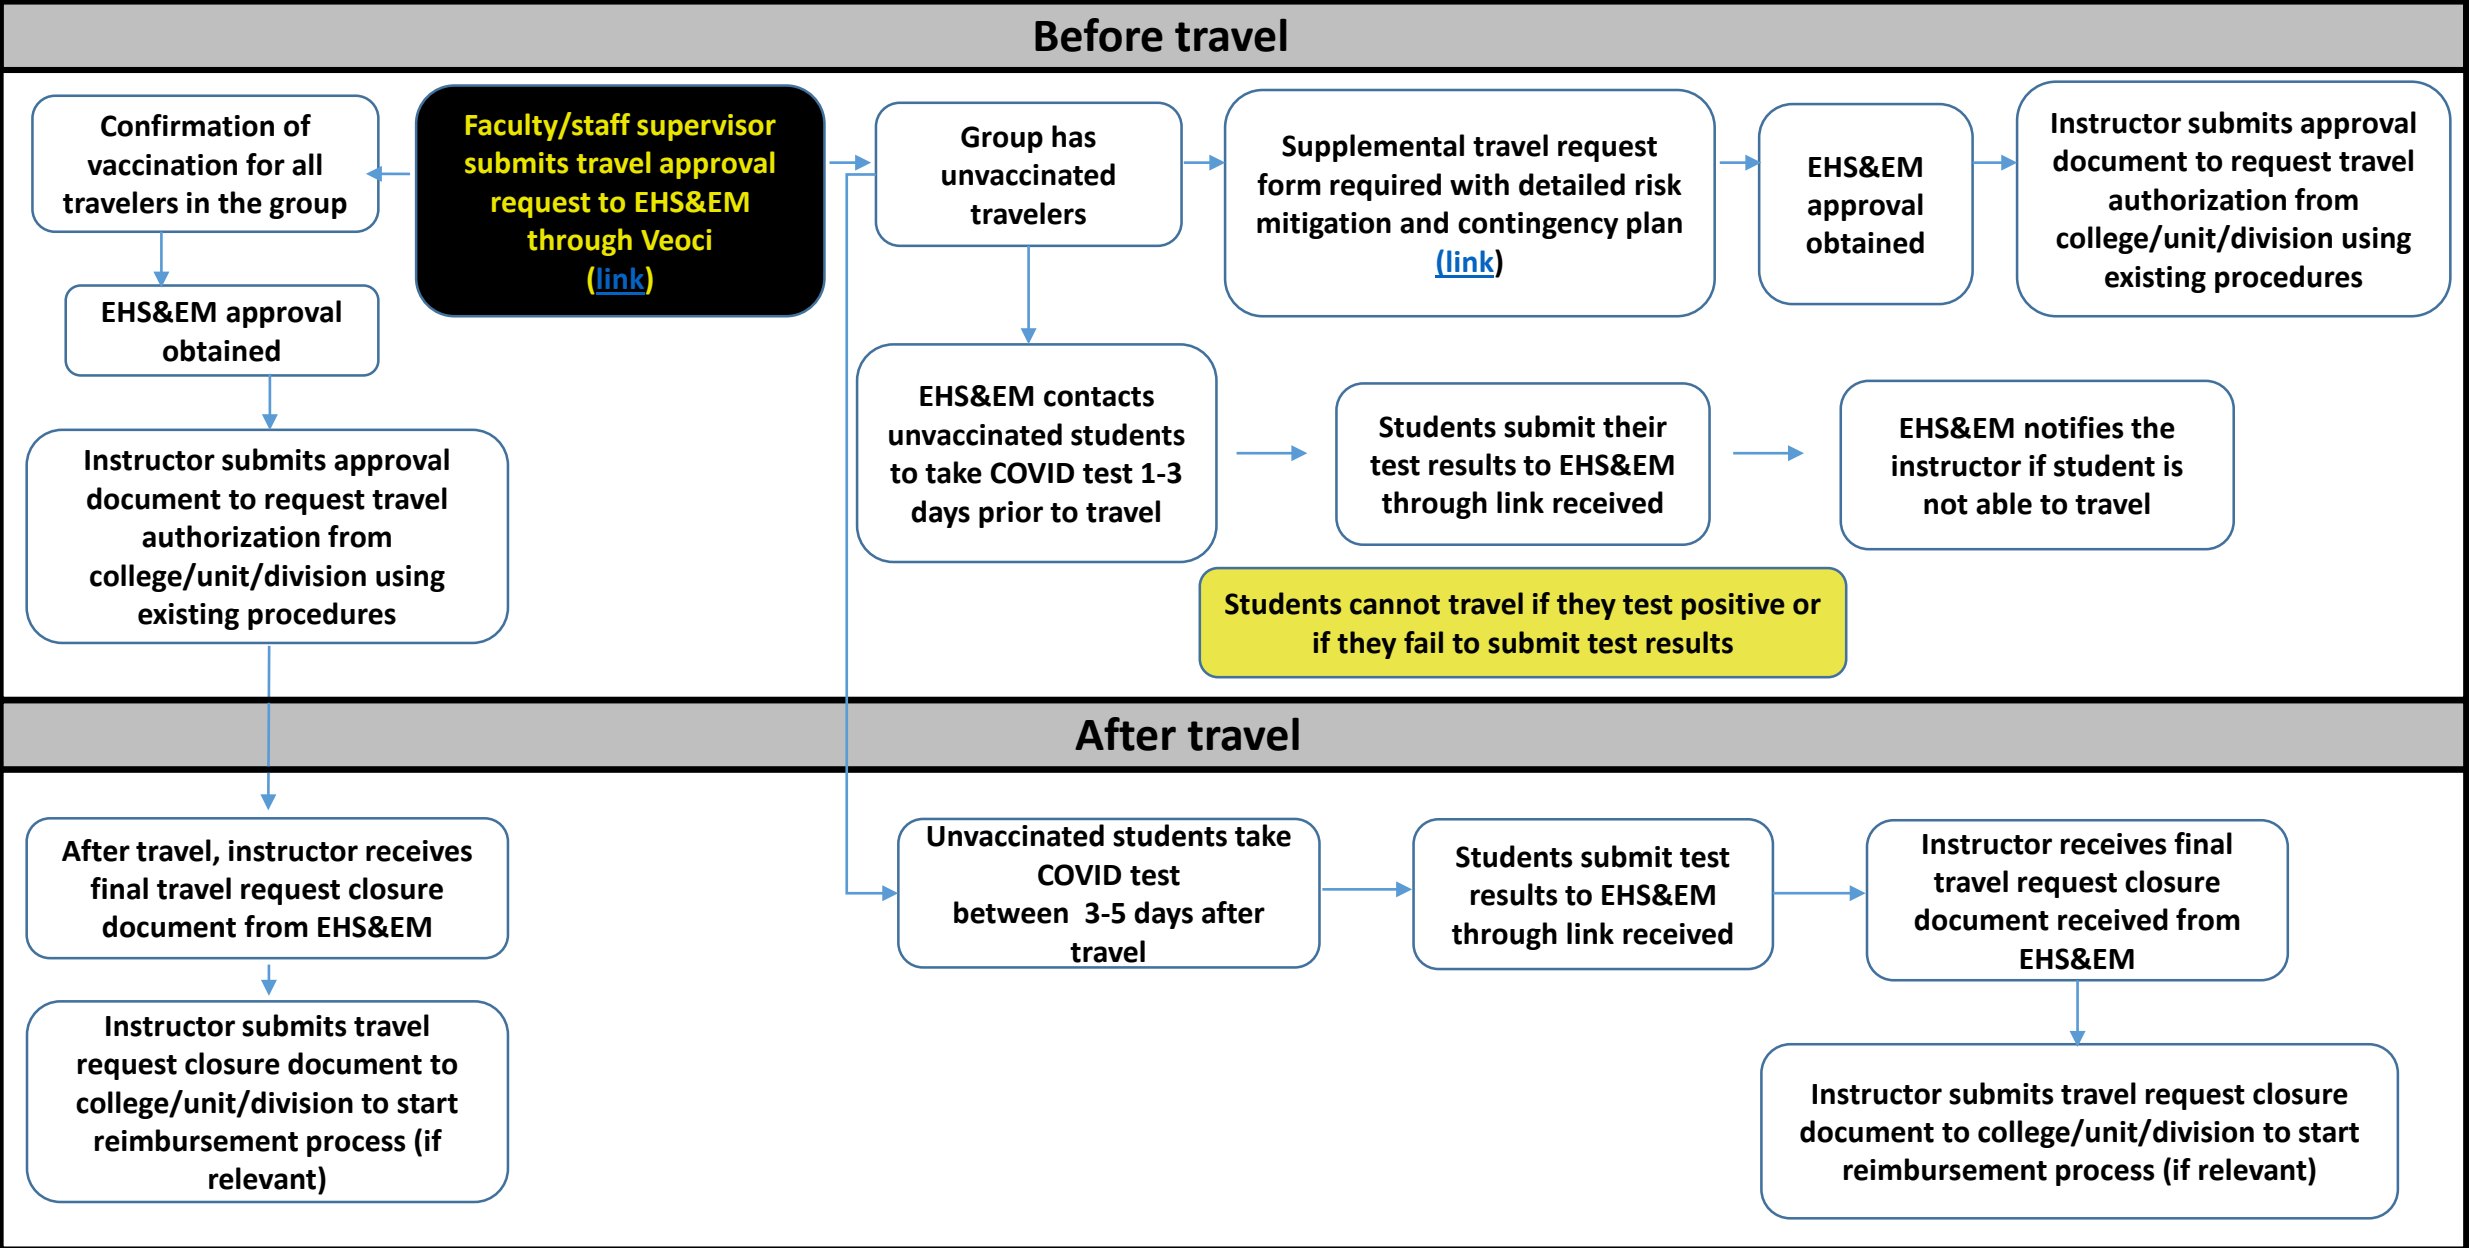 Before travel
Confirmation of
vaccination for all
travelers in the group
Faculty/staff supervisor
submits travel approval
request to EHS&EM
through Veoci
(link)
Group has
unvaccinated
travelers
Supplemental travel request
form required with detailed risk
mitigation and contingency plan
(link)
EHS&EM
approval
obtained
Instructor submits approval
document to request travel
authorization from
college/unit/division using
existing procedures
EHS&EM approval
obtained
Instructor submits approval
document to request travel
authorization from
college/unit/division using
existing procedures
EHS&EM contacts
unvaccinated students
to take COVID test 1-3
days prior to travel
Students submit their
test results to EHS&EM
through link received
EHS&EM notifies the
instructor if student is
not able to travel
Students cannot travel if they test positive or
if they fail to submit test results
After travel
After travel, instructor receives
final travel request closure
document from EHS&EM
Instructor submits travel
request closure document to
college/unit/division to start
reimbursement process (if
relevant)
Unvaccinated students take
COVID test
between  3-5 days after
travel
Students submit test
results to EHS&EM
through link received
Instructor receives final
travel request closure
document received from
EHS&EM
Instructor submits travel request closure
document to college/unit/division to start
reimbursement process (if relevant)